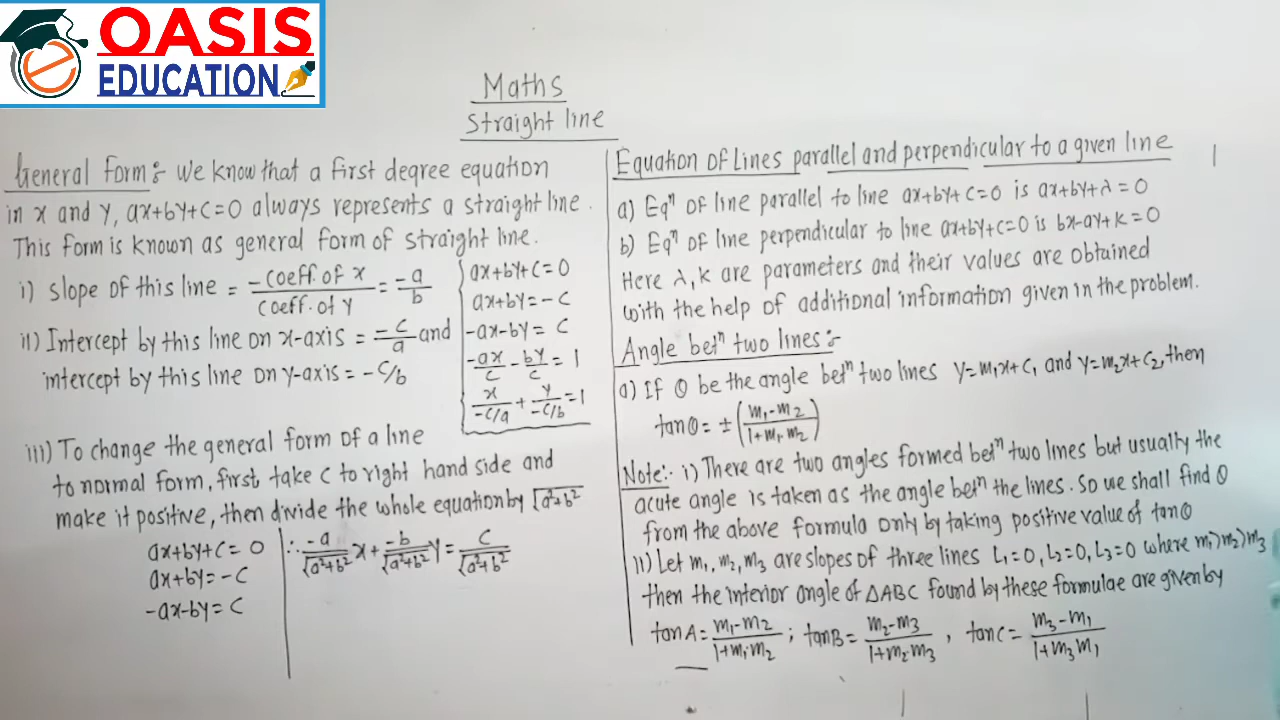 OASIS
EDUCATION
Maths
Straight line
General Form:- We know that a first degree equation
in x and y, ax+by+c=0 always represents a straight line.
This form is known as general form of straight line.
i) slope of this line = -coeff. of x / coeff. of y = -a/b
ii) Intercept by this line on x-axis = -c/a and
intercept by this line on y-axis = -c/b
ax+by+c=0
ax+by=-c
-ax-by=c
-ax/c - by/c = 1
x/-c/a + y/-c/b = 1
iii) To change the general form of a line
to normal form, first take c to right hand side and
make it positive, then divide the whole equation by √a²+b²
ax+by+c=0
ax+by=-c
-ax-by=c
∴ -a/√a²+b² x + -b/√a²+b² y = c/√a²+b²
Equation of Lines parallel and perpendicular to a given line
a) Eqⁿ of line parallel to line ax+by+c=0 is ax+by+λ=0
b) Eqⁿ of line perpendicular to line ax+by+c=0 is bx-ay+k=0
Here λ,k are parameters and their values are obtained
with the help of additional information given in the problem.
Angle betⁿ two lines:-
a) If θ be the angle betⁿ two lines y=m₁x+c₁ and y=m₂x+c₂, then
tanθ = ± (m₁-m₂ / 1+m₁.m₂)
Note:- i) There are two angles formed betⁿ two lines but usually the
acute angle is taken as the angle betⁿ the lines. So we shall find θ
from the above formula only by taking positive value of tanθ
ii) Let m₁, m₂, m₃ are slopes of three lines L₁=0, L₂=0, L₃=0 where m₁>m₂>m₃
then the interior angle of ΔABC found by these formulae are given by
tanA = m₁-m₂ / 1+m₁.m₂ ; tanB = m₂-m₃ / 1+m₂.m₃ , tanC = m₃-m₁ / 1+m₃m₁